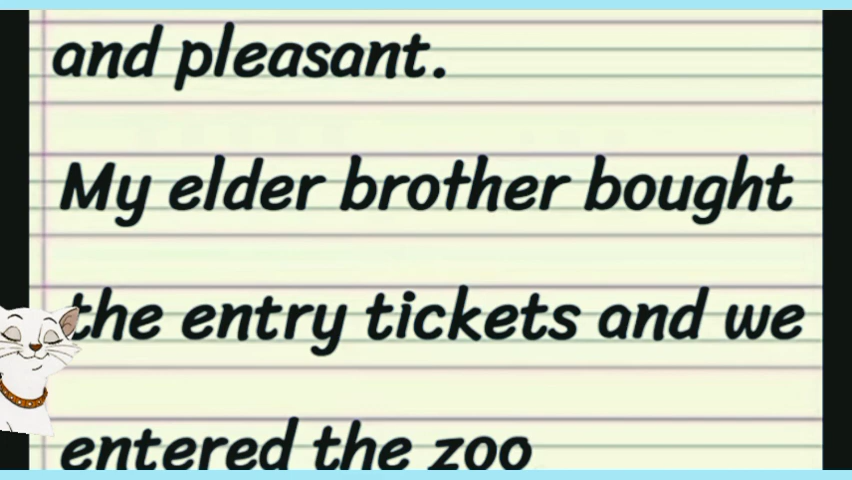 and pleasant.
My elder brother bought
the entry tickets and we
entered the zoo